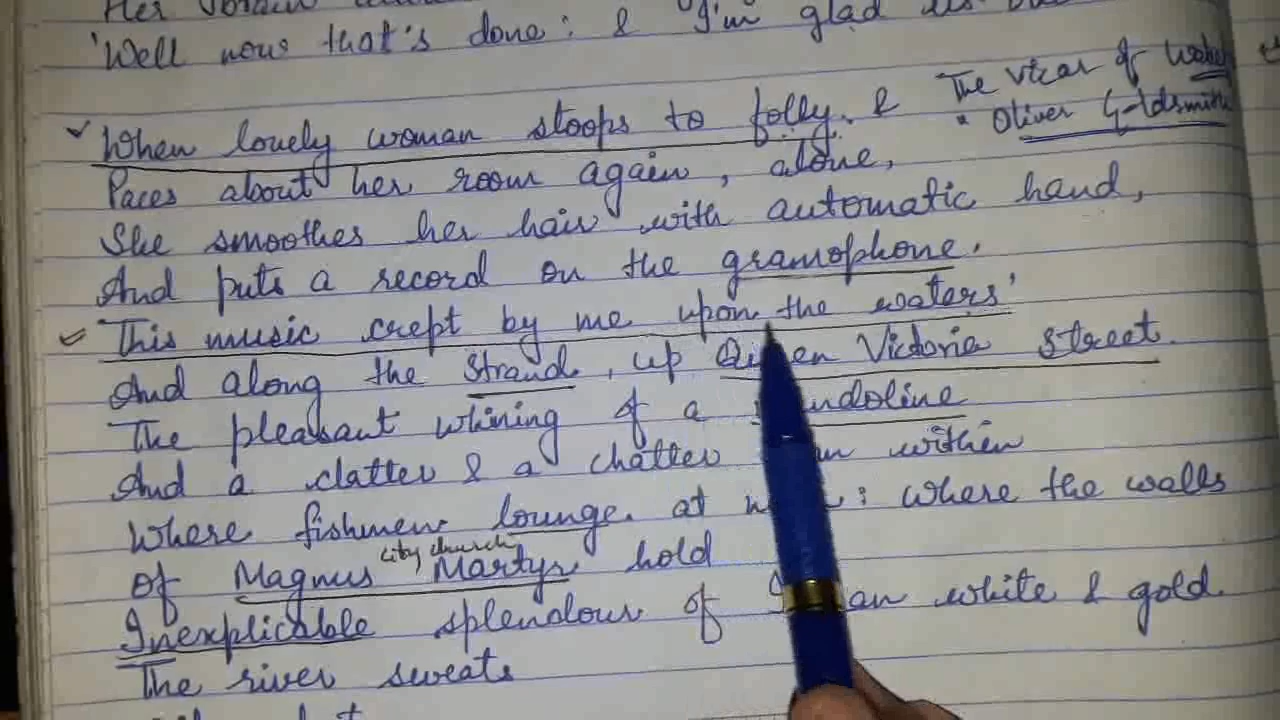 Her
'Well now that's done: & I'm glad
When lovely woman stoops to folly & The vicar of
• Oliver Goldsmith
Paces about her room again, alone,
She smoothes her hair with automatic hand,
And puts a record on the gramophone.
This music crept by me upon the waters'
And along the Strand, up Queen Victoria Street.
The pleasant whining of a mandoline
And a clatter & a chatter within
Where fishmen lounge at : where the walls
city church
Of Magnus Martyr hold
Inexplicable splendour of white & gold.
The river sweats